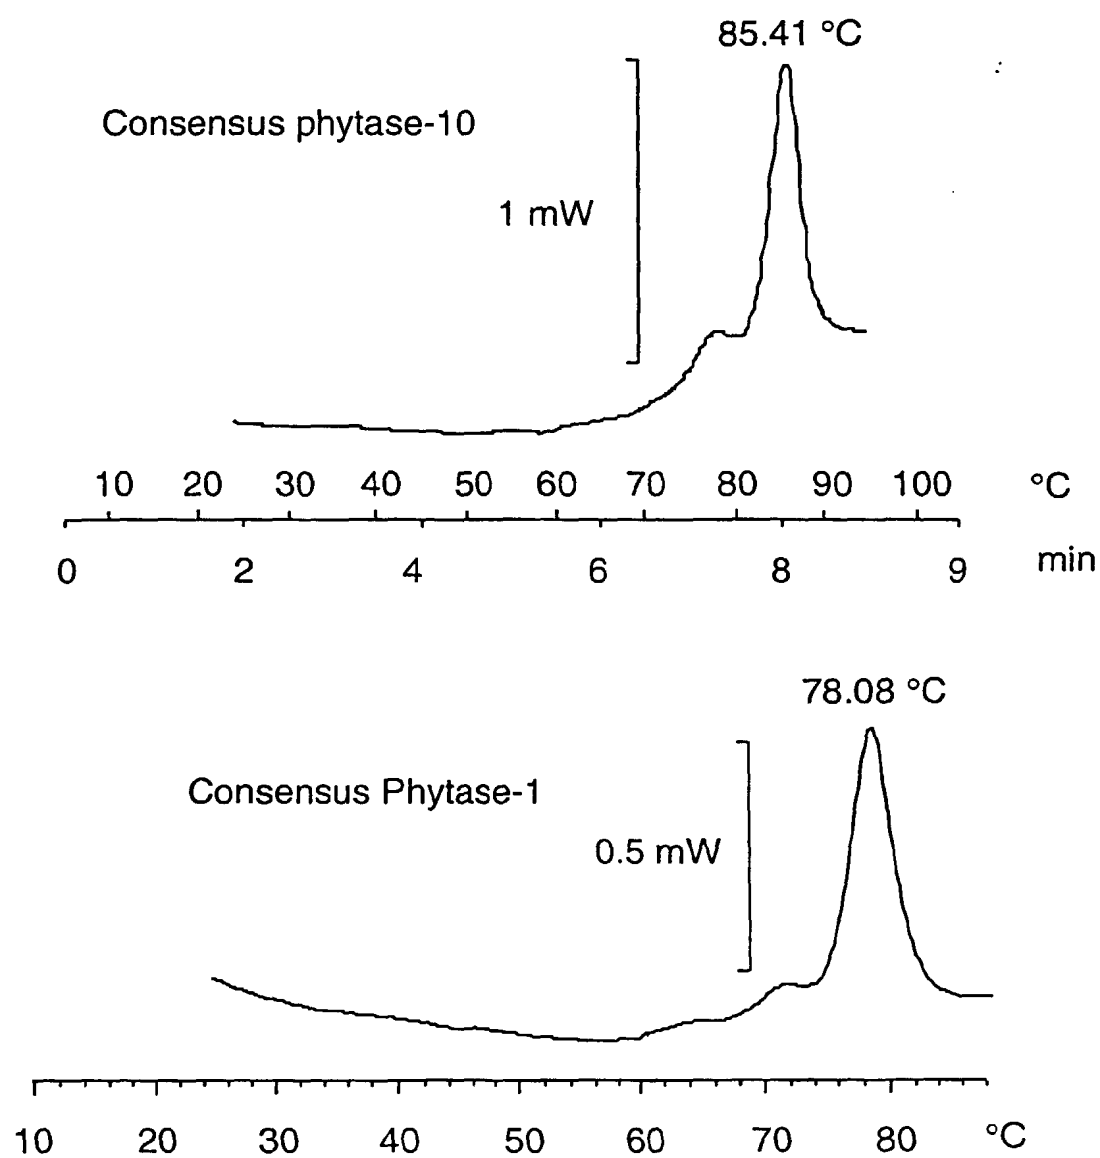 85.41 °C
Consensus phytase-10
1 mW
10 20 30 40 50 60 70 80 90 100 °C
0 2 4 6 8 9 min
78.08 °C
Consensus Phytase-1
0.5 mW
10 20 30 40 50 60 70 80 °C